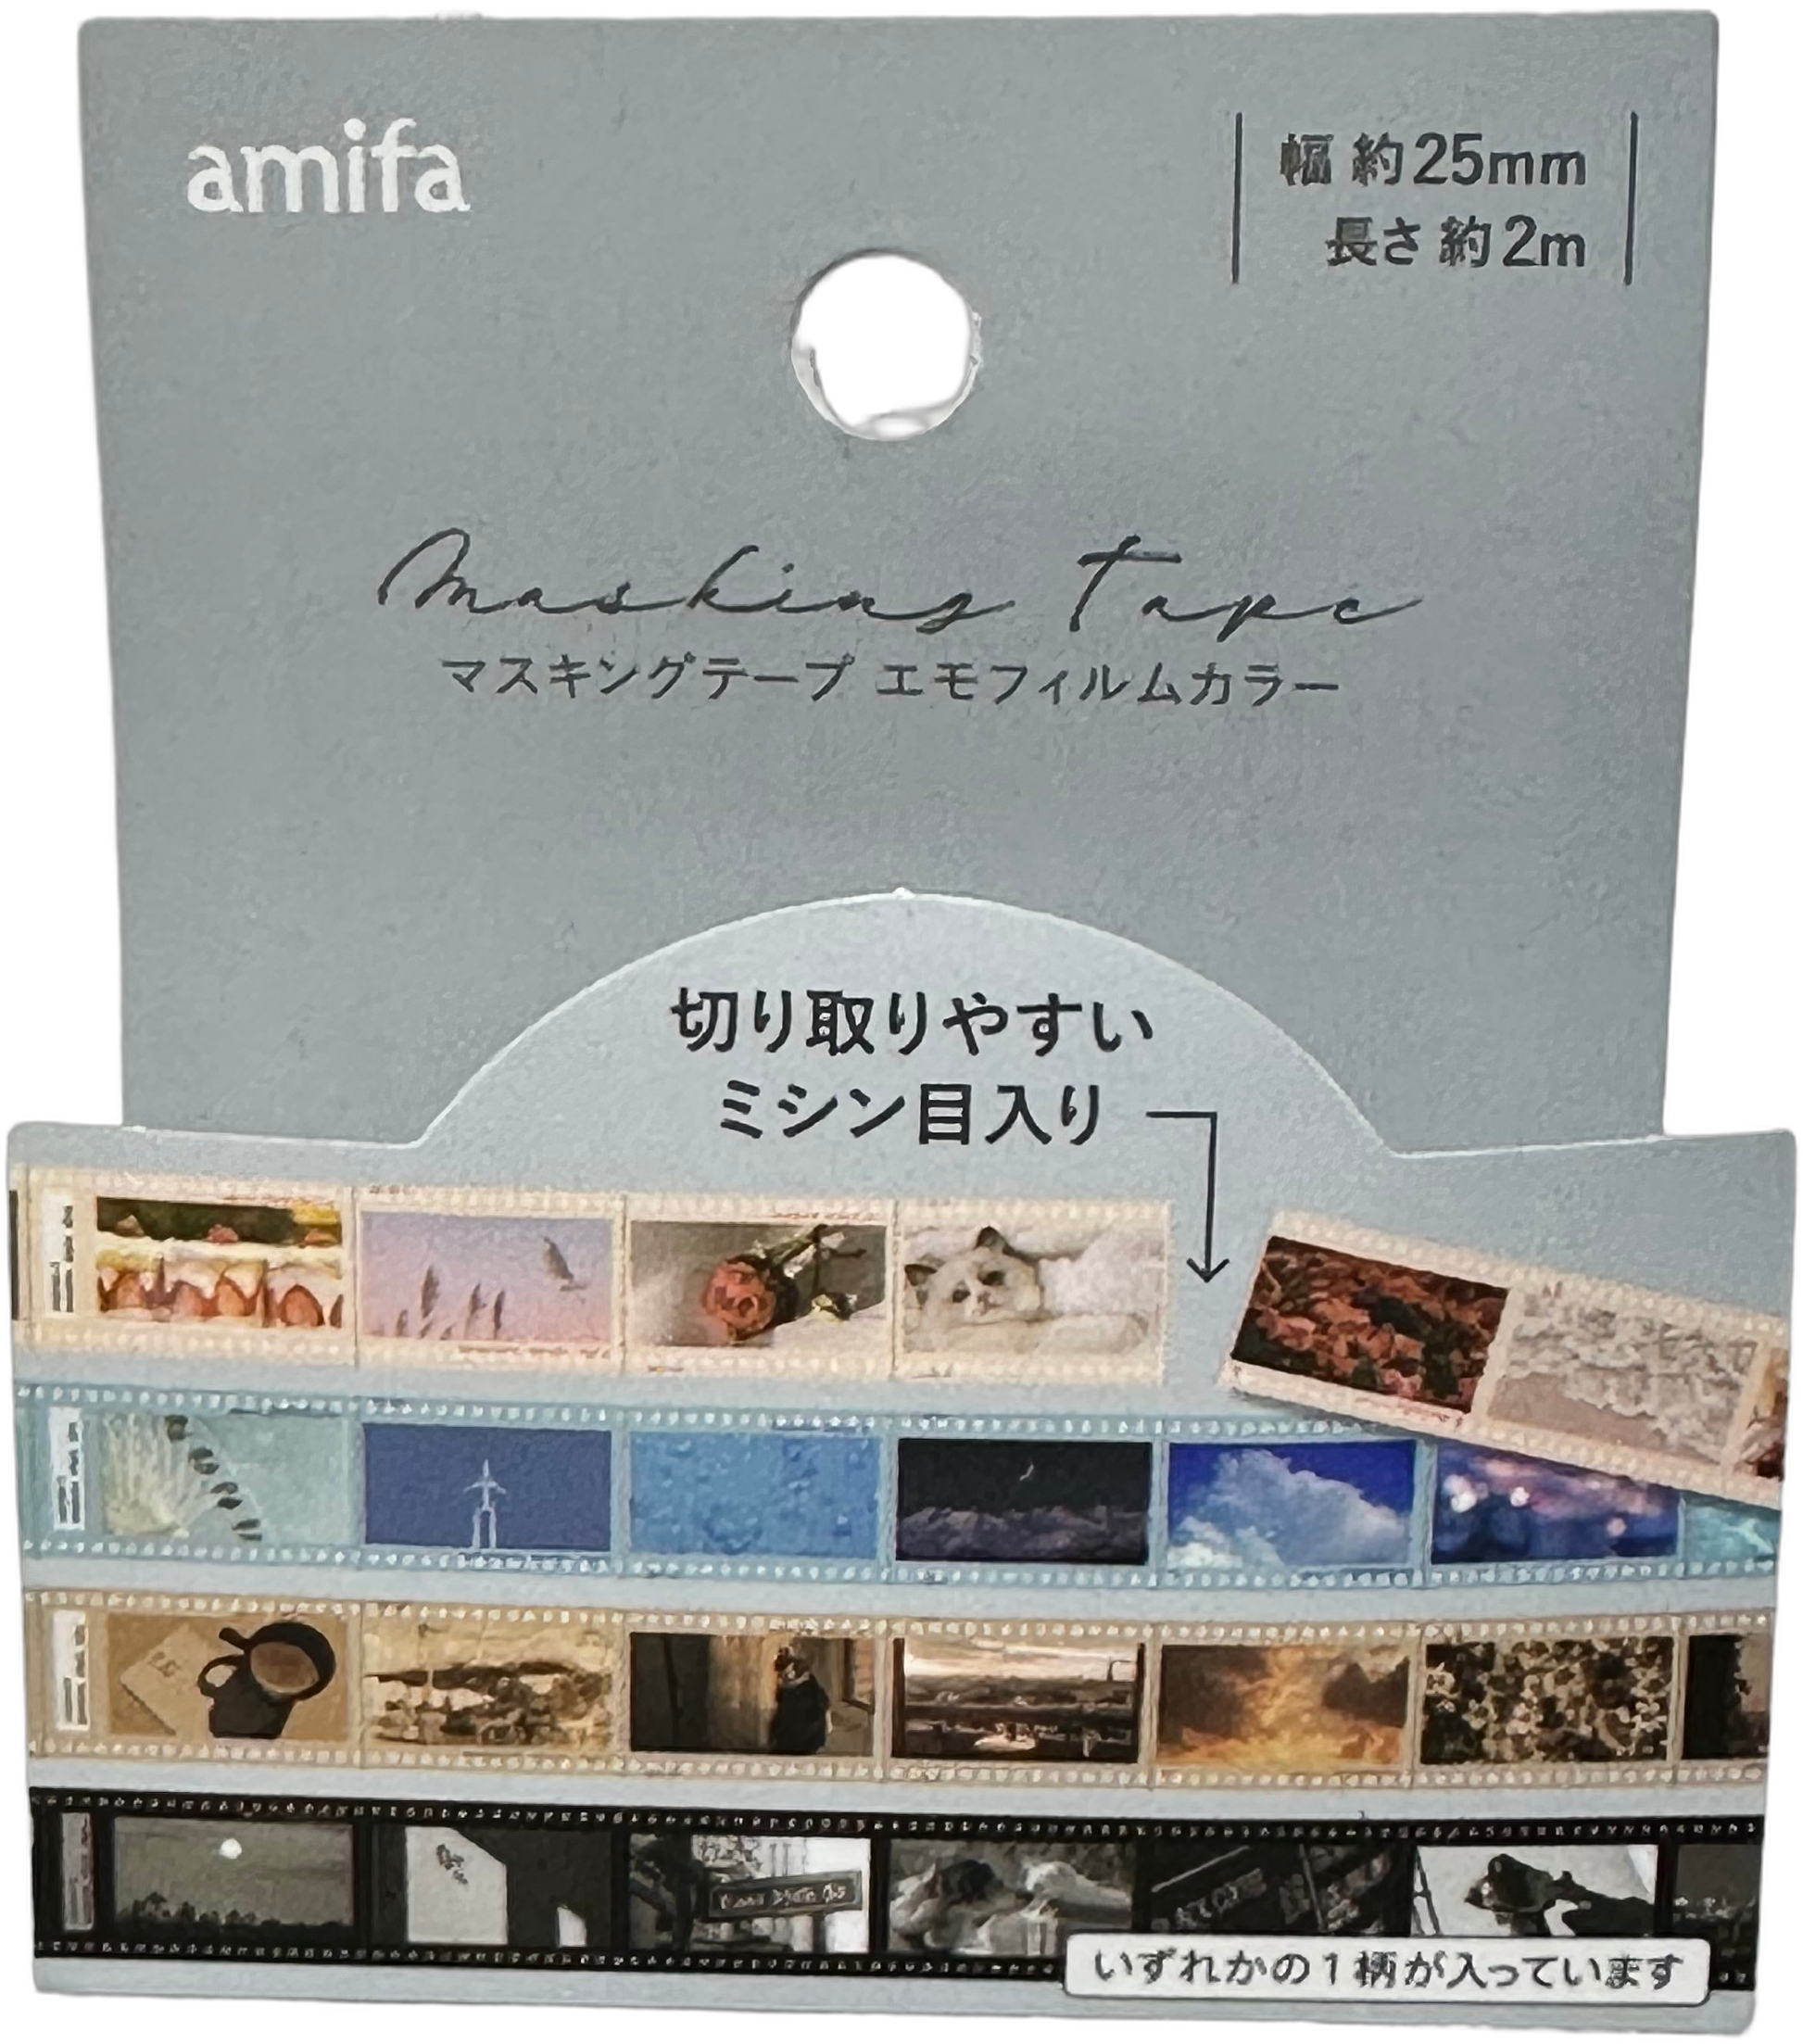 amifa
幅 約25mm
長さ 約2m
Masking Tape
マスキングテープ エモフィルムカラー
切り取りやすい
ミシン目入り
いずれかの1柄が入っています